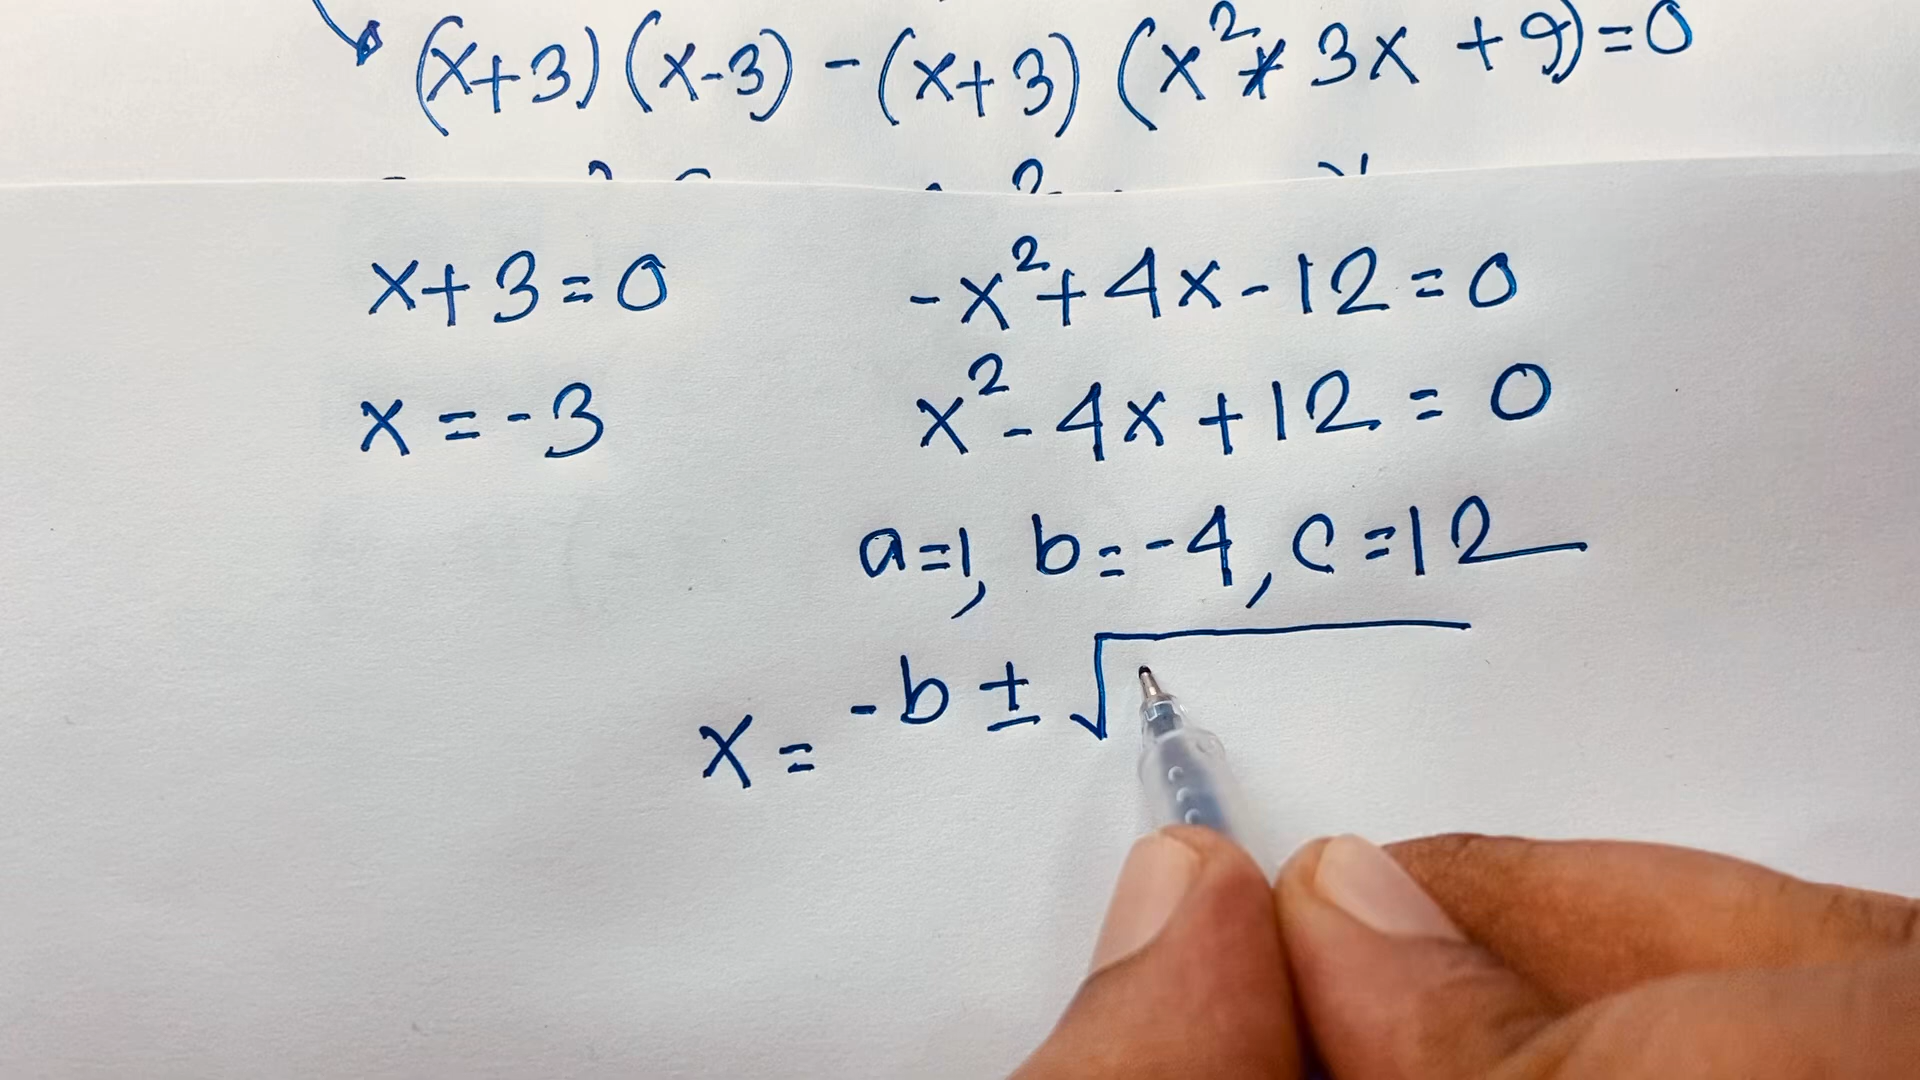 (x+3)(x-3)-(x+3)(x²-3x+9)=0
x+3=0
x=-3
-x²+4x-12=0
x²-4x+12=0
a=1, b=-4, c=12
x = -b ± √